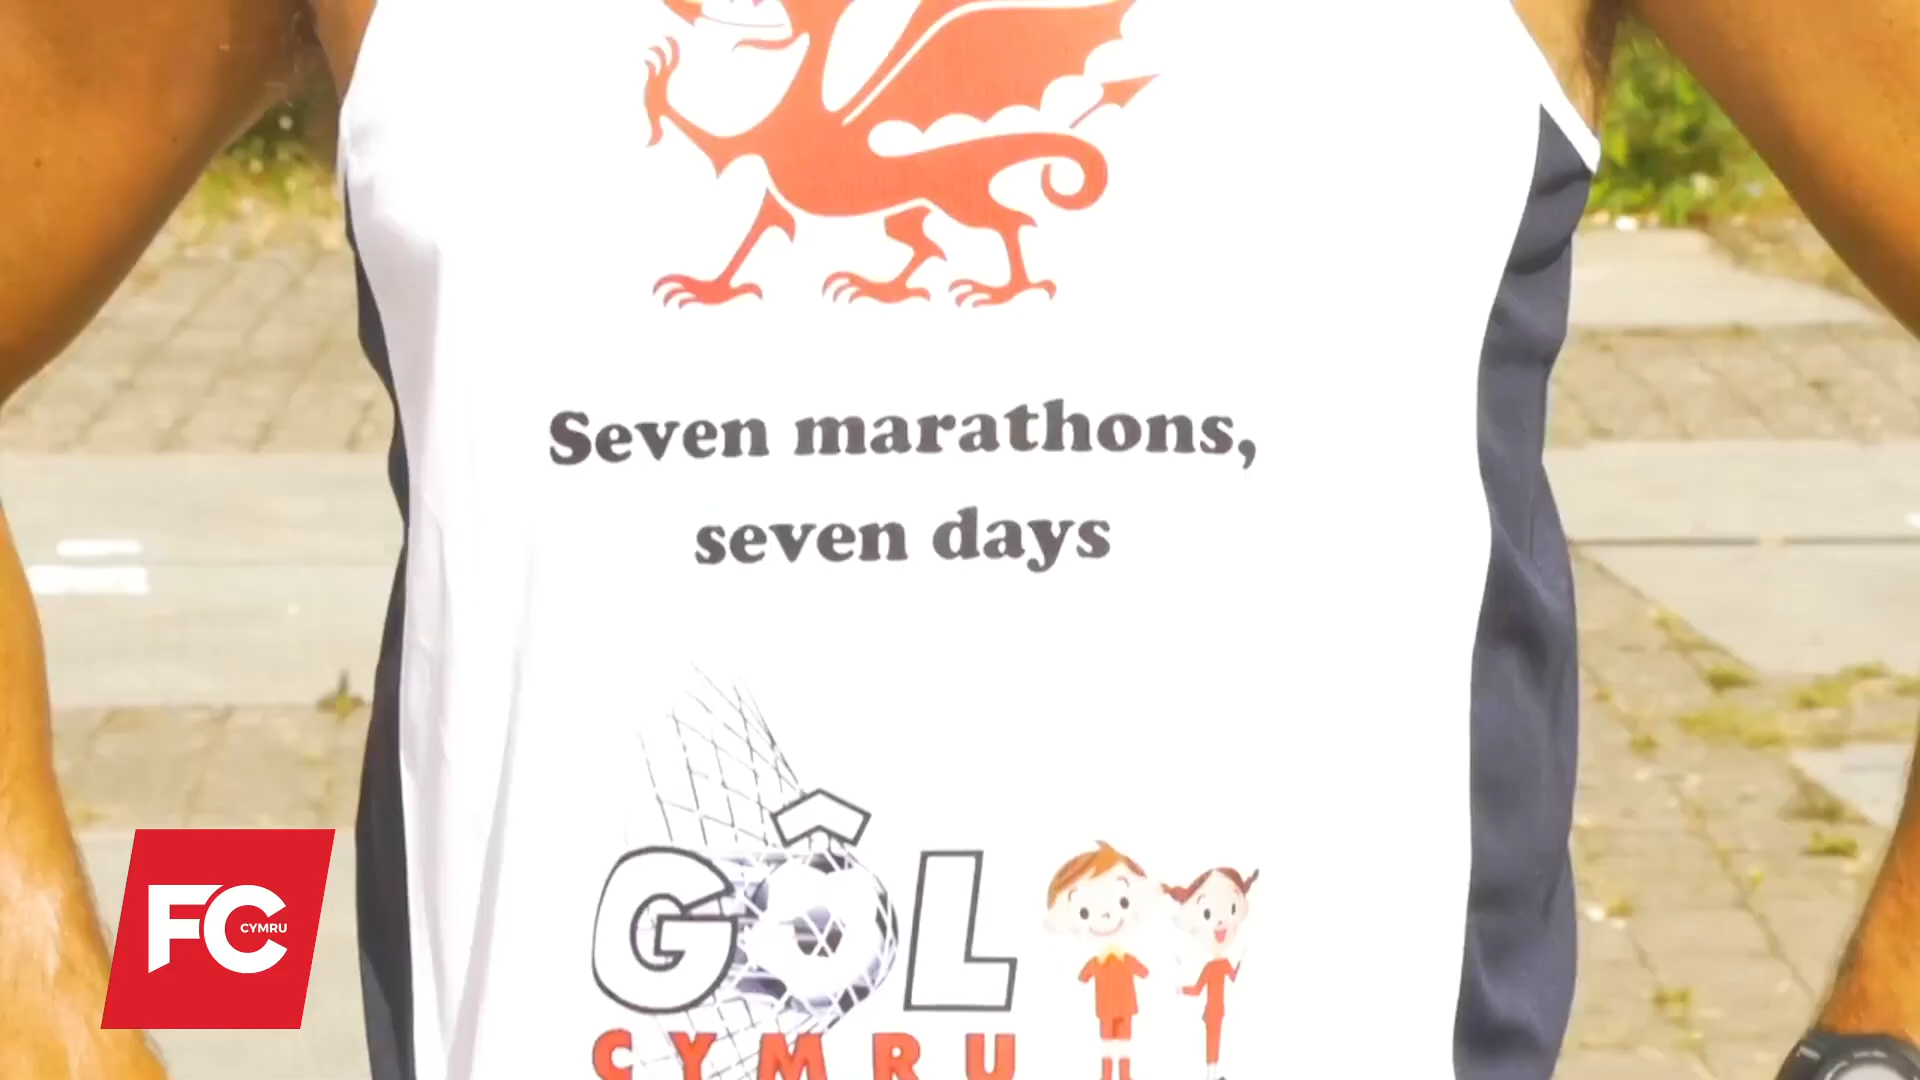 Seven marathons,
seven days
GÔL
CYMRU
FC
CYMRU